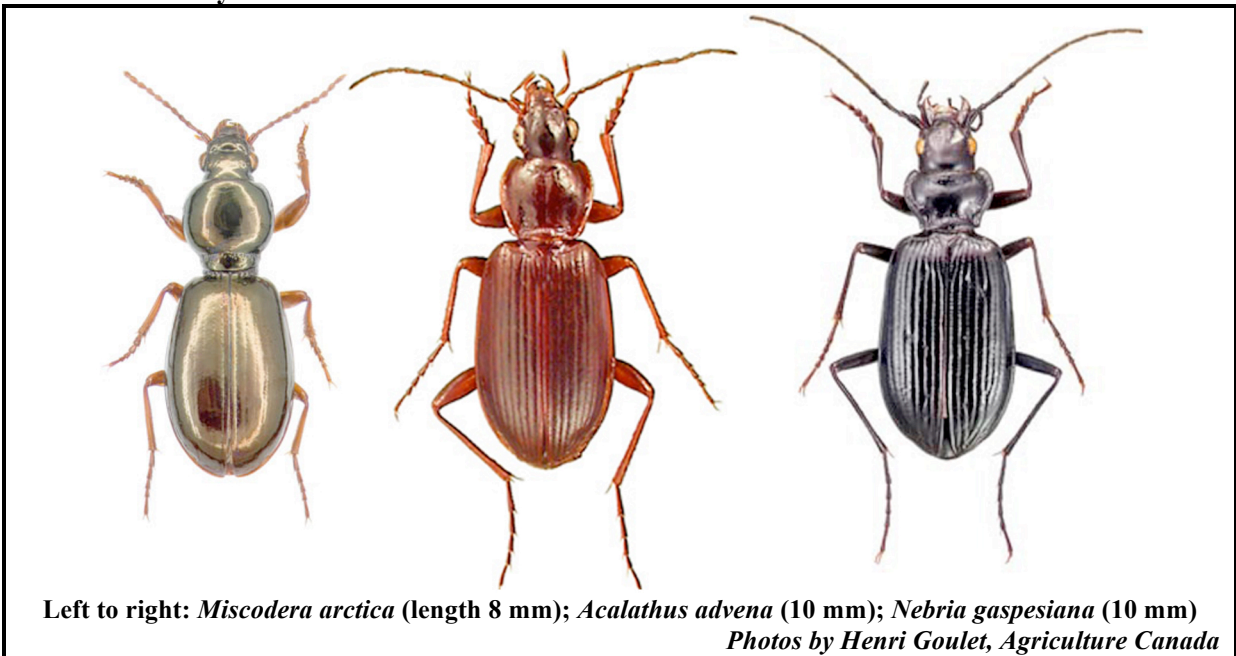 Left to right: Miscodera arctica (length 8 mm); Acalathus advena (10 mm); Nebria gaspesiana (10 mm)
Photos by Henri Goulet, Agriculture Canada